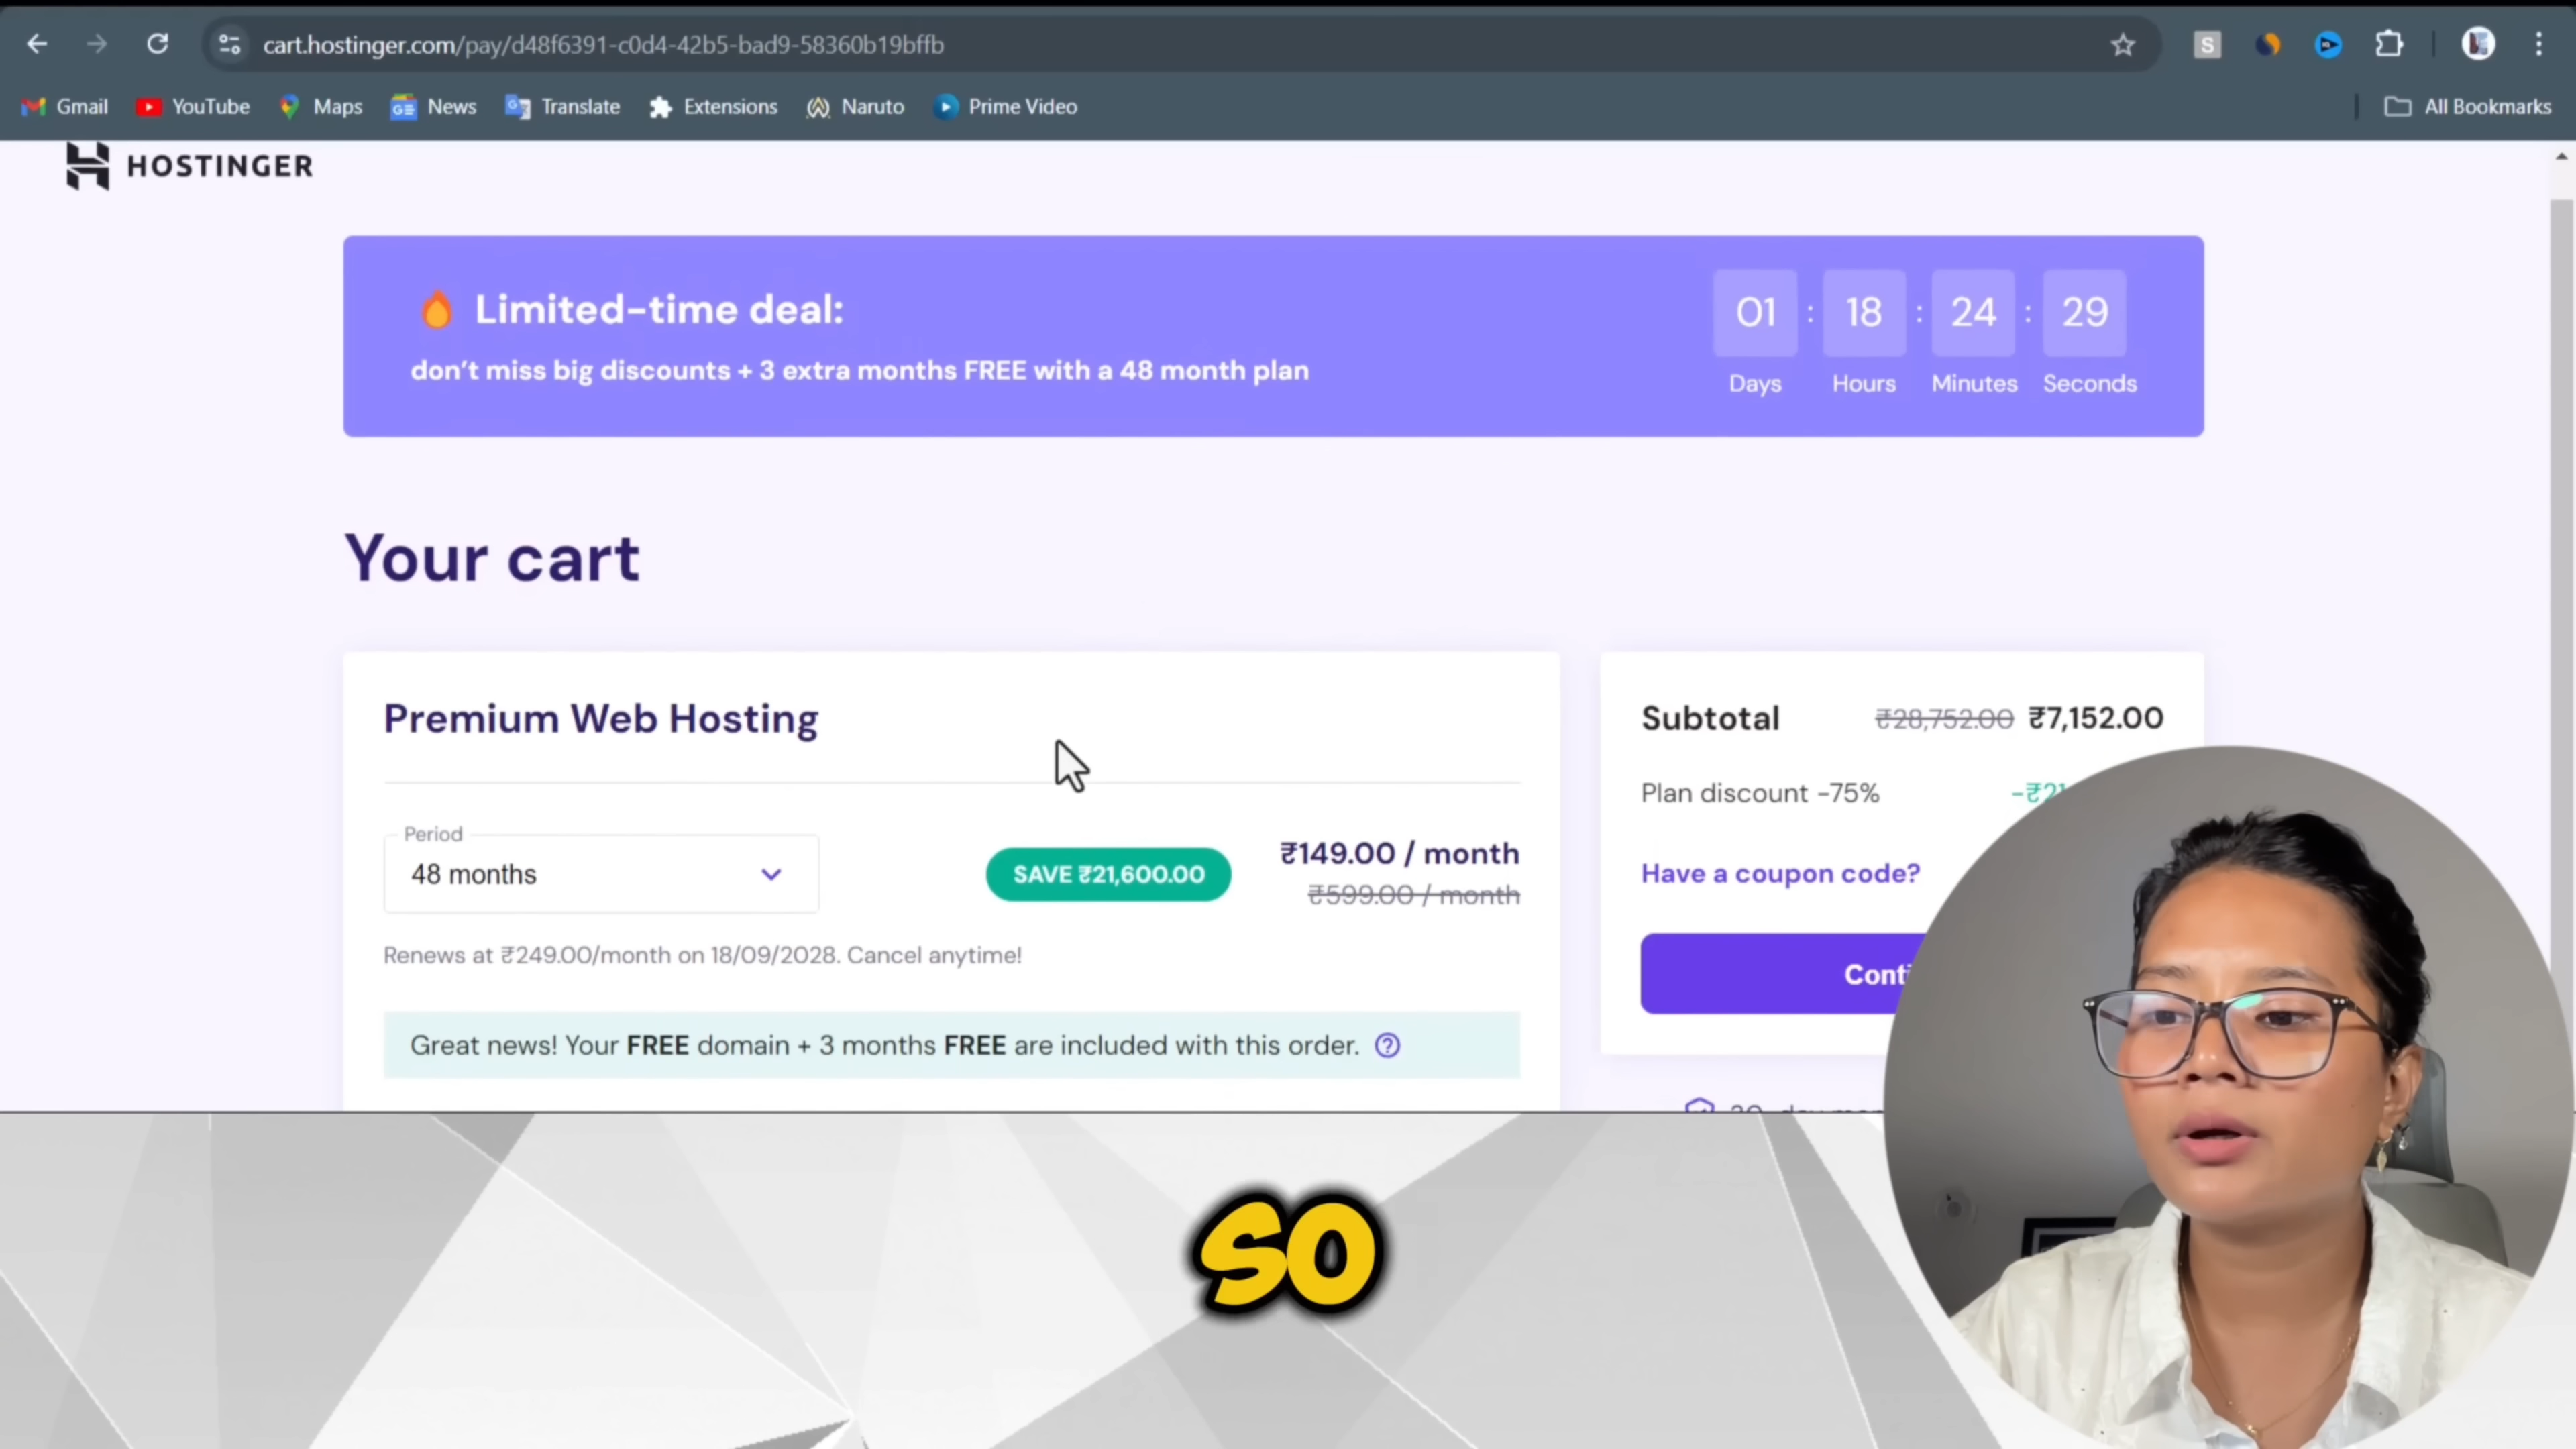 cart.hostinger.com/pay/d48f6391-c0d4-42b5-bad9-58360b19bffb
S
Gmail YouTube Maps News Translate Extensions Naruto Prime Video All Bookmarks
HOSTINGER
Limited-time deal:
don't miss big discounts + 3 extra months FREE with a 48 month plan
01 : 18 : 24 : 29
Days Hours Minutes Seconds
Your cart
Premium Web Hosting
Period
48 months
SAVE ₹21,600.00
₹149.00 / month
₹599.00 / month
Renews at ₹249.00/month on 18/09/2028. Cancel anytime!
Great news! Your FREE domain + 3 months FREE are included with this order.
Subtotal ₹28,752.00 ₹7,152.00
Plan discount -75%
Have a coupon code?
SO